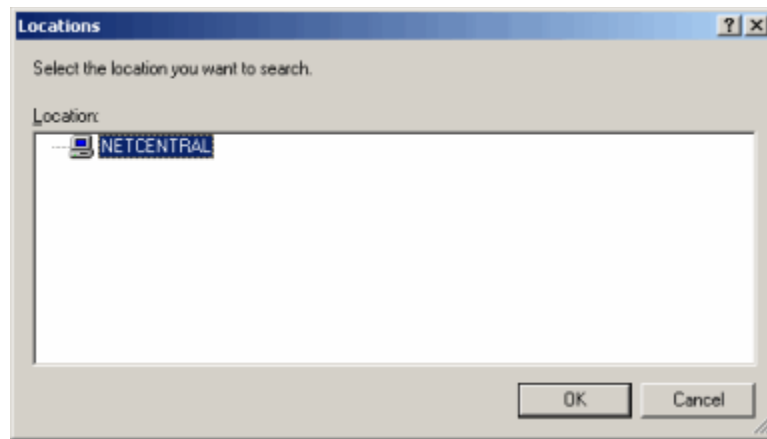 Locations
Select the location you want to search.
Location:
NETCENTRAL
OK Cancel